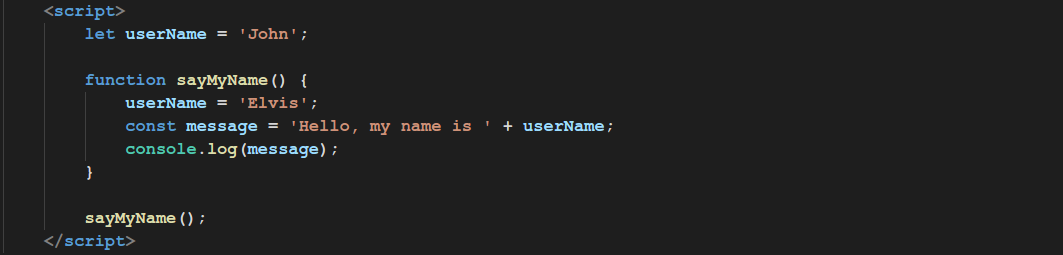 <script>
let userName = 'John';
function sayMyName() {
userName = 'Elvis';
const message = 'Hello, my name is ' + userName;
console.log(message);
}
sayMyName();
</script>